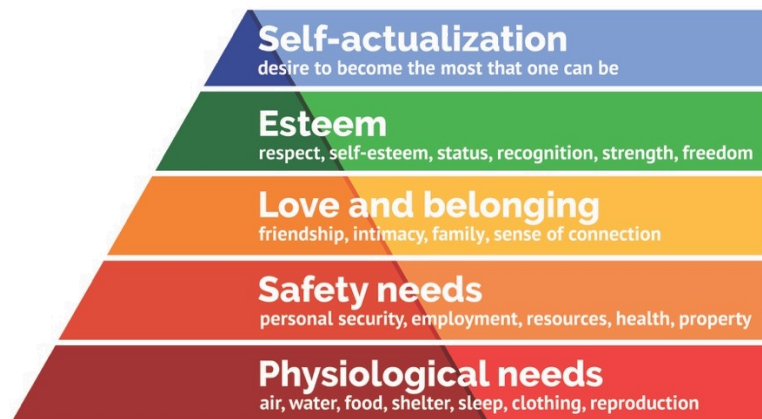 Self-actualization
desire to become the most that one can be
Esteem
respect, self-esteem, status, recognition, strength, freedom
Love and belonging
friendship, intimacy, family, sense of connection
Safety needs
personal security, employment, resources, health, property
Physiological needs
air, water, food, shelter, sleep, clothing, reproduction